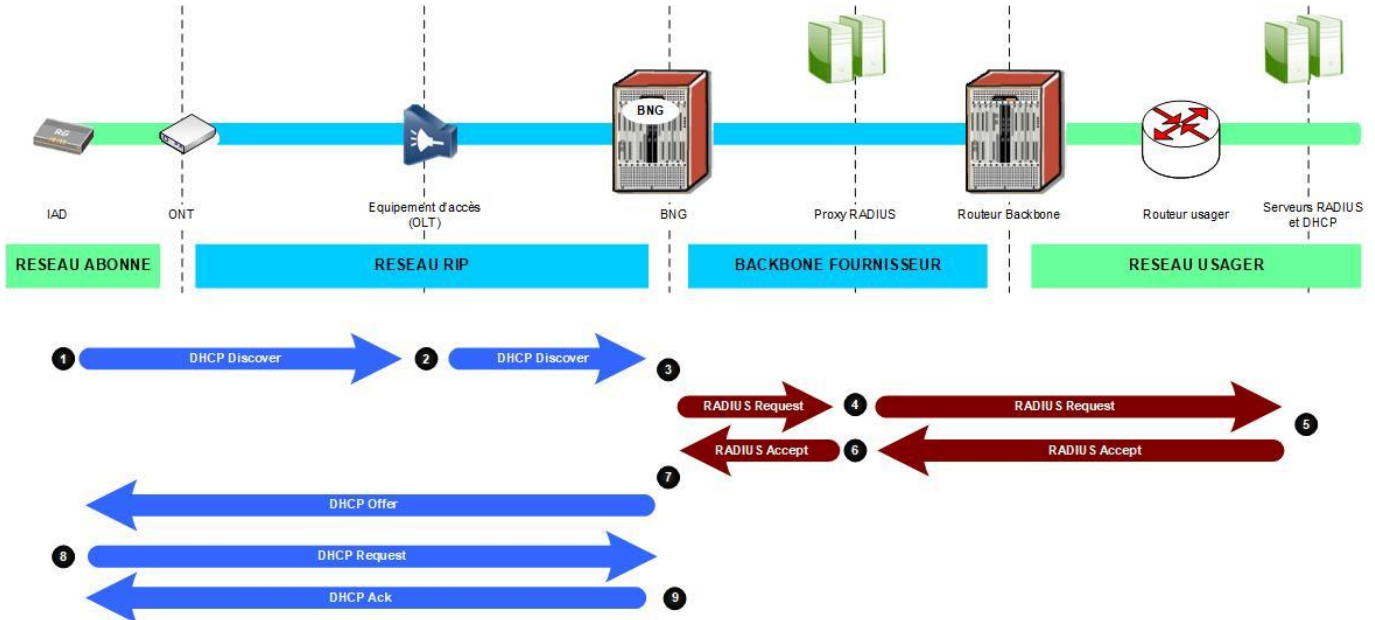 BNG
RG
IAD
ONT
Equipement d'accès
(OLT)
BNG
Proxy RADIUS
Routeur Backbone
Routeur usager
Serveurs RADIUS
et DHCP
RESEAU ABONNE
RESEAU RIP
BACKBONE FOURNISSEUR
RESEAU USAGER
1
DHCP Discover
2
DHCP Discover
3
RADIUS Request
4
RADIUS Request
5
RADIUS Accept
6
RADIUS Accept
7
DHCP Offer
8
DHCP Request
DHCP Ack
9